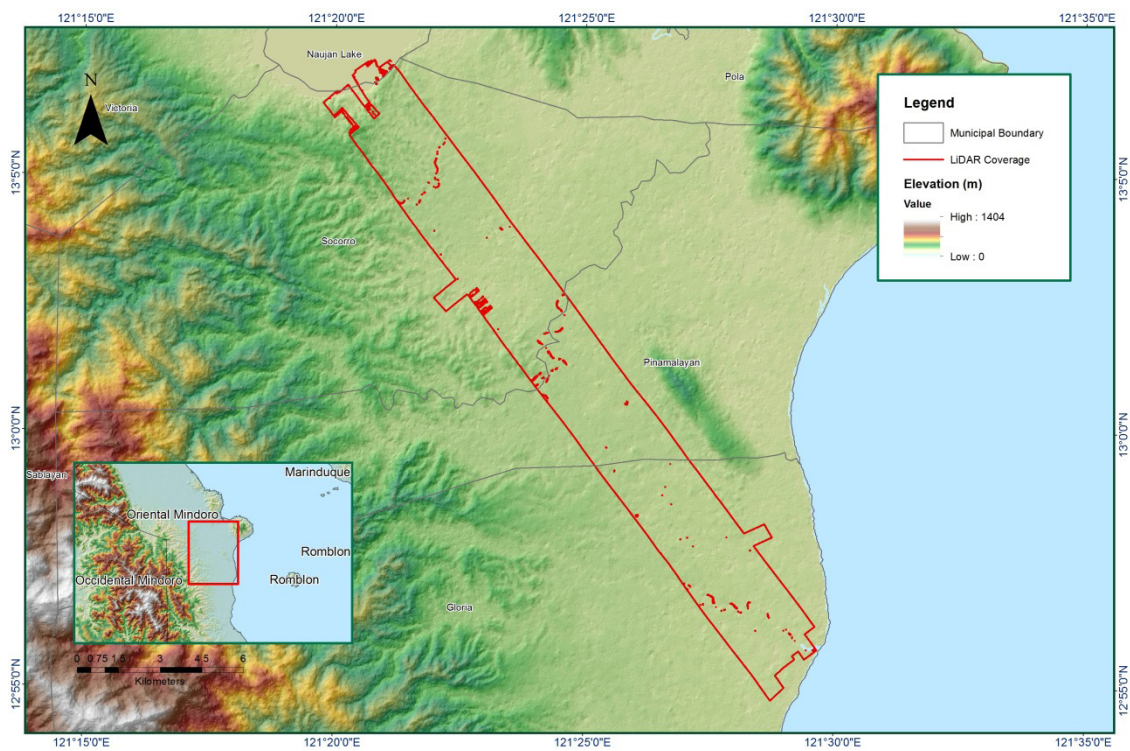 121°15'0"E 121°20'0"E 121°25'0"E 121°30'0"E 121°35'0"E
Naujan Lake
Pola
N
Victoria
Legend
Municipal Boundary
LiDAR Coverage
Elevation (m)
Value
High : 1404
Low : 0
13°5'0"N 13°5'0"N
Socorro
Pinamalayan
13°0'0"N 13°0'0"N
Sablayan
Marinduque
Oriental Mindoro
Romblon
Occidental Mindoro
Romblon
Gloria
0 0.75 1.5 3 4.5 6
Kilometers
12°55'0"N 12°55'0"N
121°15'0"E 121°20'0"E 121°25'0"E 121°30'0"E 121°35'0"E